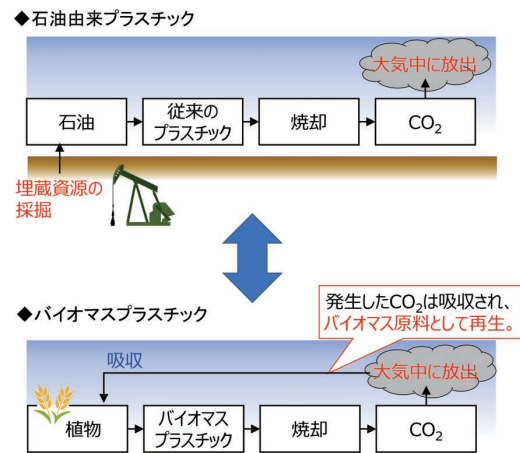 ◆石油由来プラスチック
大気中に放出
石油
従来の
プラスチック
焼却
CO₂
埋蔵資源の
採掘
発生したCO₂は吸収され、
バイオマス原料として再生。
◆バイオマスプラスチック
吸収
大気中に放出
植物
バイオマス
プラスチック
焼却
CO₂